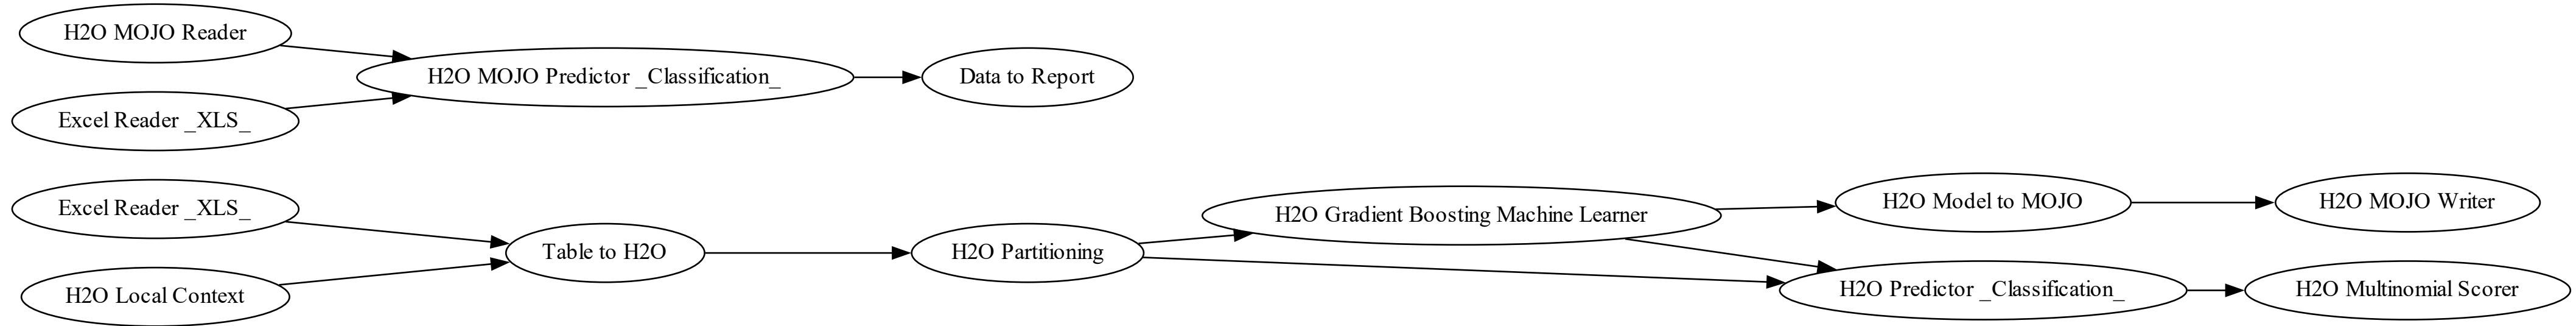 H2O MOJO Reader
H2O MOJO Predictor _Classification_
Data to Report
Excel Reader _XLS_
Excel Reader _XLS_
Table to H2O
H2O Local Context
H2O Partitioning
H2O Gradient Boosting Machine Learner
H2O Model to MOJO
H2O MOJO Writer
H2O Predictor _Classification_
H2O Multinomial Scorer